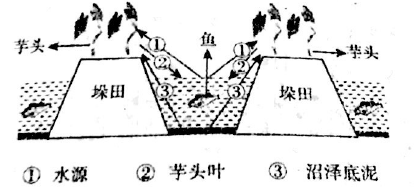 鱼
① ①
芋头 ② ② 芋头
垛田 ③ ③ 垛田
① 水源 ② 芋头叶 ③ 沼泽底泥